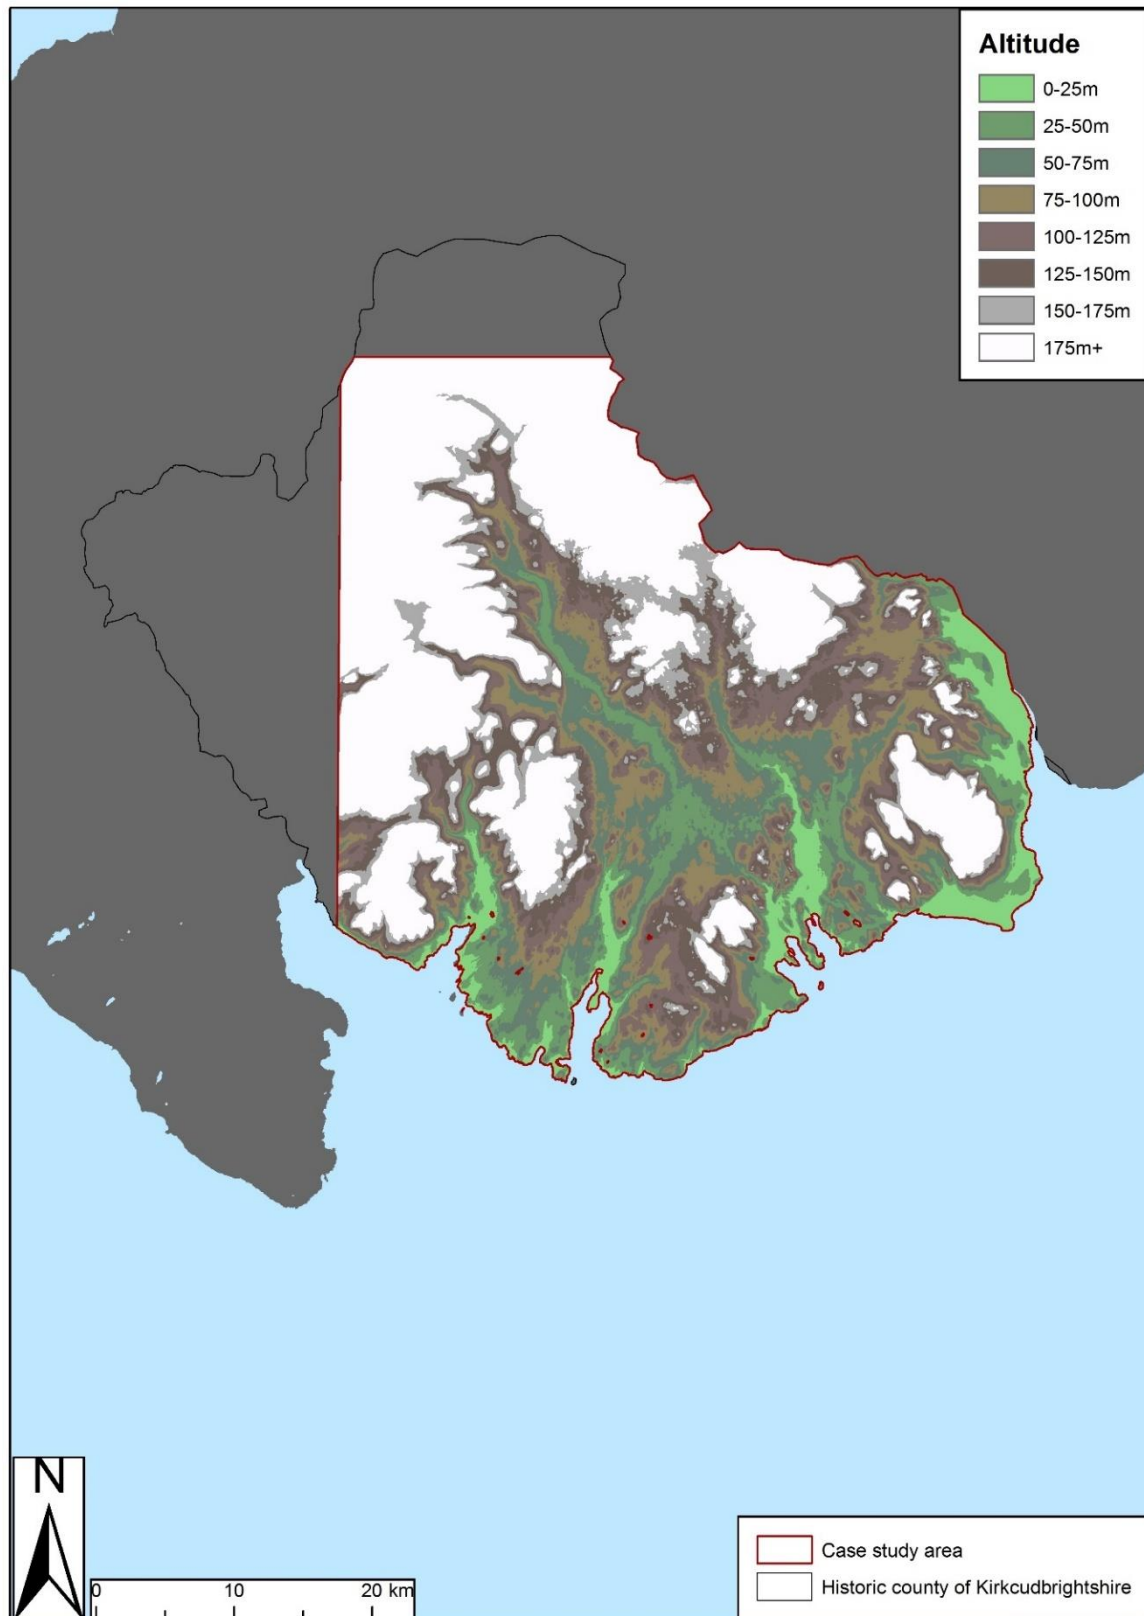 Altitude
0-25m
25-50m
50-75m
75-100m
100-125m
125-150m
150-175m
175m+
N
0 10 20 km
Case study area
Historic county of Kirkcudbrightshire